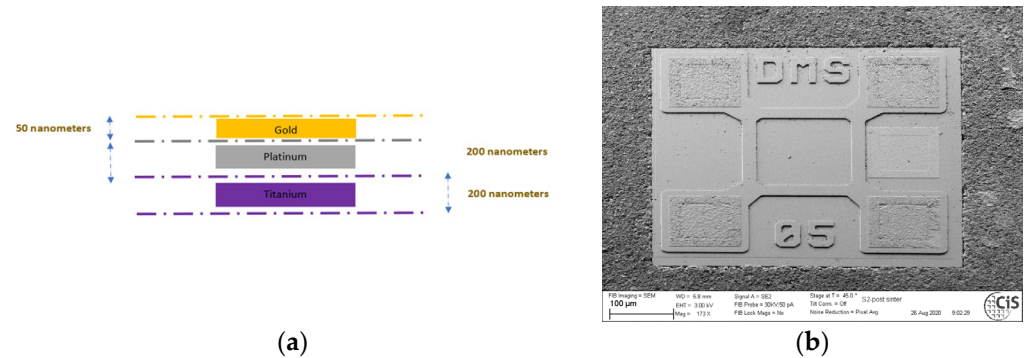 50 nanometers
Gold
Platinum
200 nanometers
Titanium
200 nanometers
(a)
DMS
05
FIB Imaging = SEM
WD = 5.8 mm
Signal A = SE2
Stage at T = 45.0 °
S2-post sinter
100 µm
EHT = 3.00 kV
FIB Probe = 30kV:50 pA
Tilt Corrn. = Off
Mag = 173 X
FIB Lock Mags = No
Noise Reduction = Pixel Avg.
26 Aug 2020
9:02:29
CiS
(b)